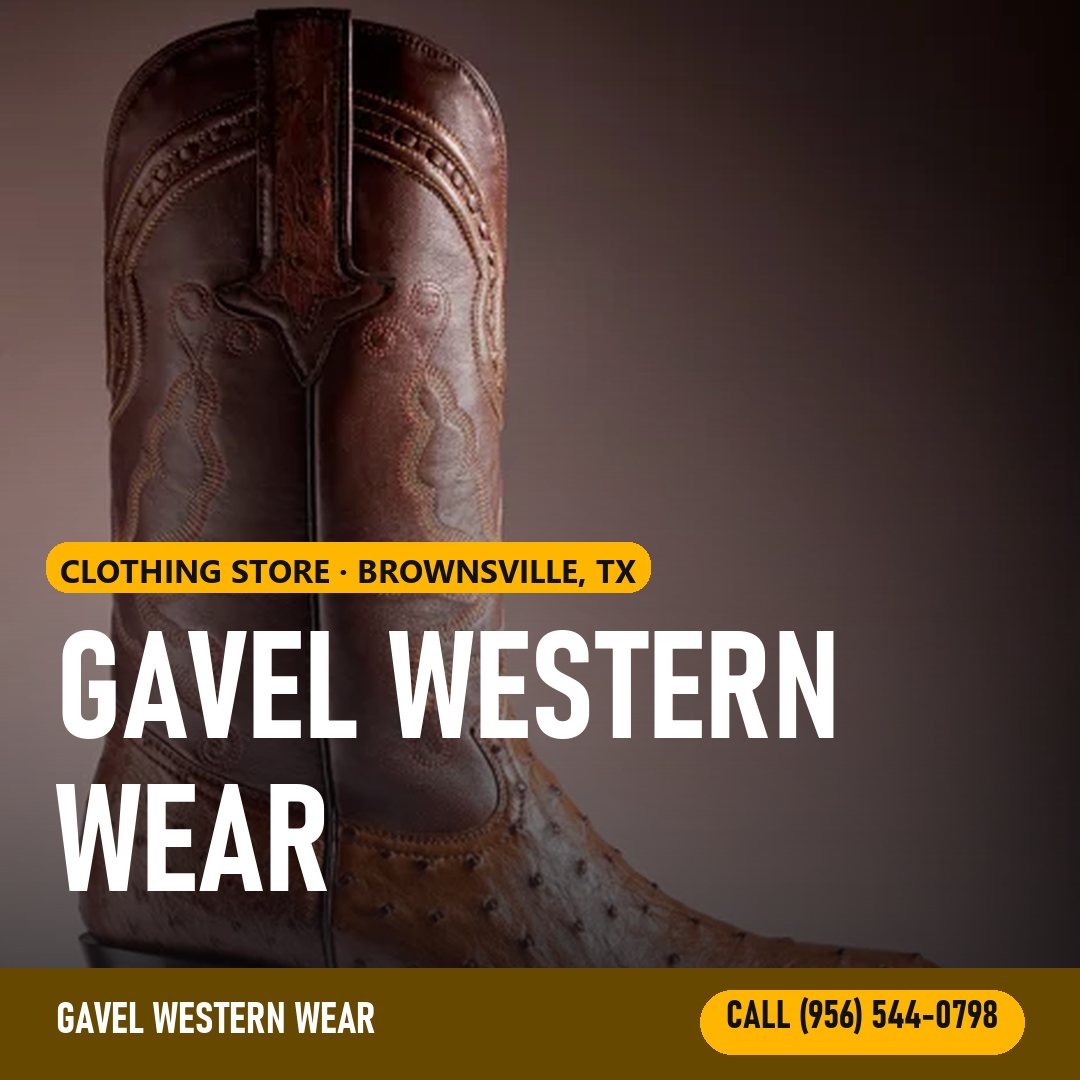 CLOTHING STORE · BROWNSVILLE, TX
GAVEL WESTERN
WEAR
GAVEL WESTERN WEAR
CALL (956) 544-0798